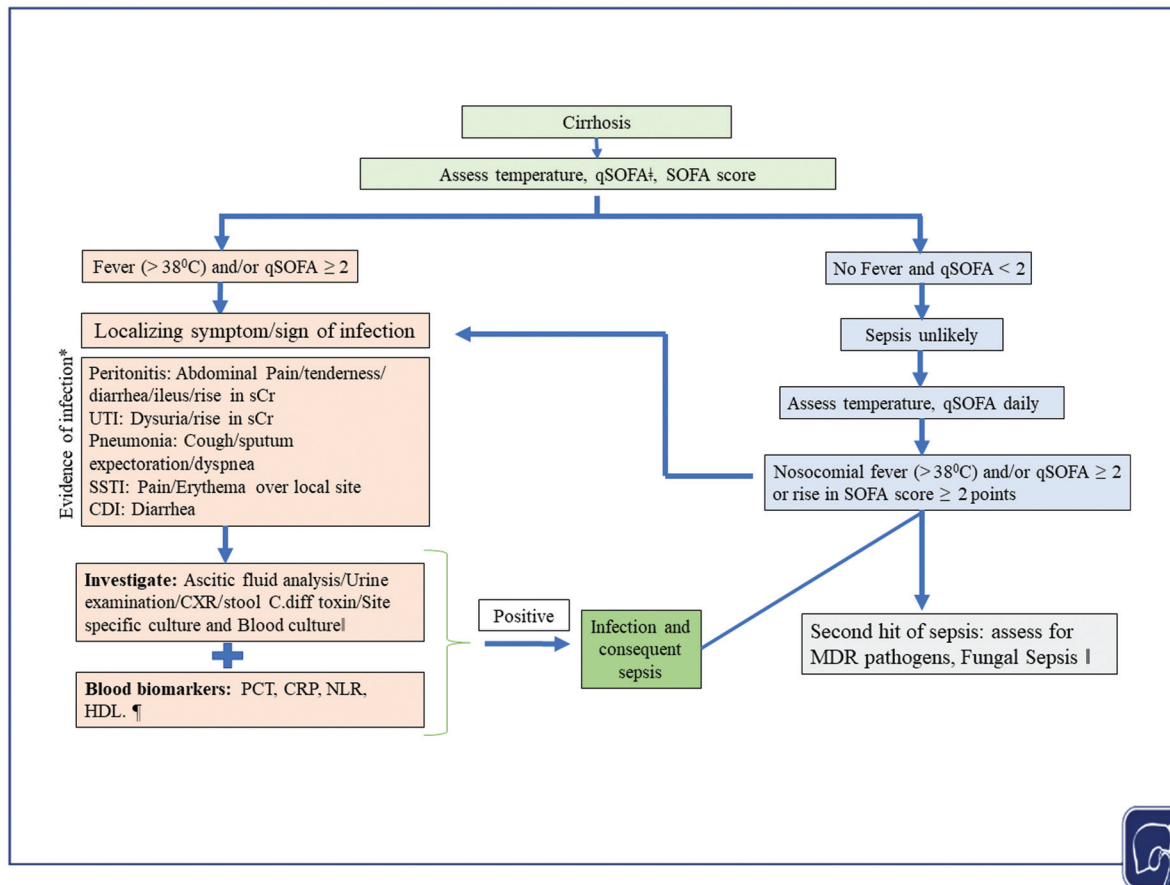 Cirrhosis
Assess temperature, qSOFAǂ, SOFA score
Fever (> 38⁰C) and/or qSOFA ≥ 2
Localizing symptom/sign of infection
Evidence of infection*
Peritonitis: Abdominal Pain/tenderness/
diarrhea/ileus/rise in sCr
UTI: Dysuria/rise in sCr
Pneumonia: Cough/sputum
expectoration/dyspnea
SSTI: Pain/Erythema over local site
CDI: Diarrhea
Investigate: Ascitic fluid analysis/Urine
examination/CXR/stool C.diff toxin/Site
specific culture and Blood culture‖
Blood biomarkers: PCT, CRP, NLR,
HDL. ¶
Positive
Infection and
consequent
sepsis
No Fever and qSOFA < 2
Sepsis unlikely
Assess temperature, qSOFA daily
Nosocomial fever (> 38⁰C) and/or qSOFA ≥ 2
or rise in SOFA score ≥ 2 points
Second hit of sepsis: assess for
MDR pathogens, Fungal Sepsis ‖